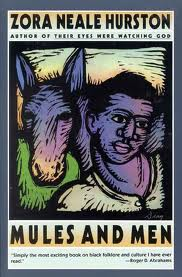 ZORA NEALE HURSTON
AUTHOR OF THEIR EYES WERE WATCHING GOD
MULES AND MEN
"Simply the most exciting book on black folklore and culture I have ever
read." —Roger D. Abrahams